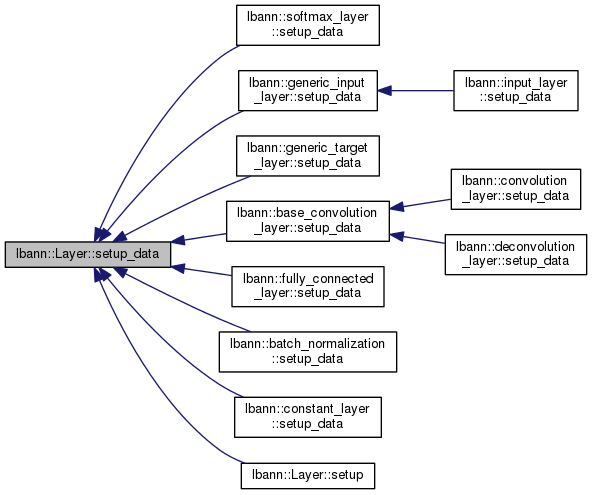 lbann::softmax_layer
::setup_data
lbann::generic_input
_layer::setup_data
lbann::input_layer
::setup_data
lbann::generic_target
_layer::setup_data
lbann::base_convolution
_layer::setup_data
lbann::convolution
_layer::setup_data
lbann::deconvolution
_layer::setup_data
lbann::Layer::setup_data
lbann::fully_connected
_layer::setup_data
lbann::batch_normalization
::setup_data
lbann::constant_layer
::setup_data
lbann::Layer::setup